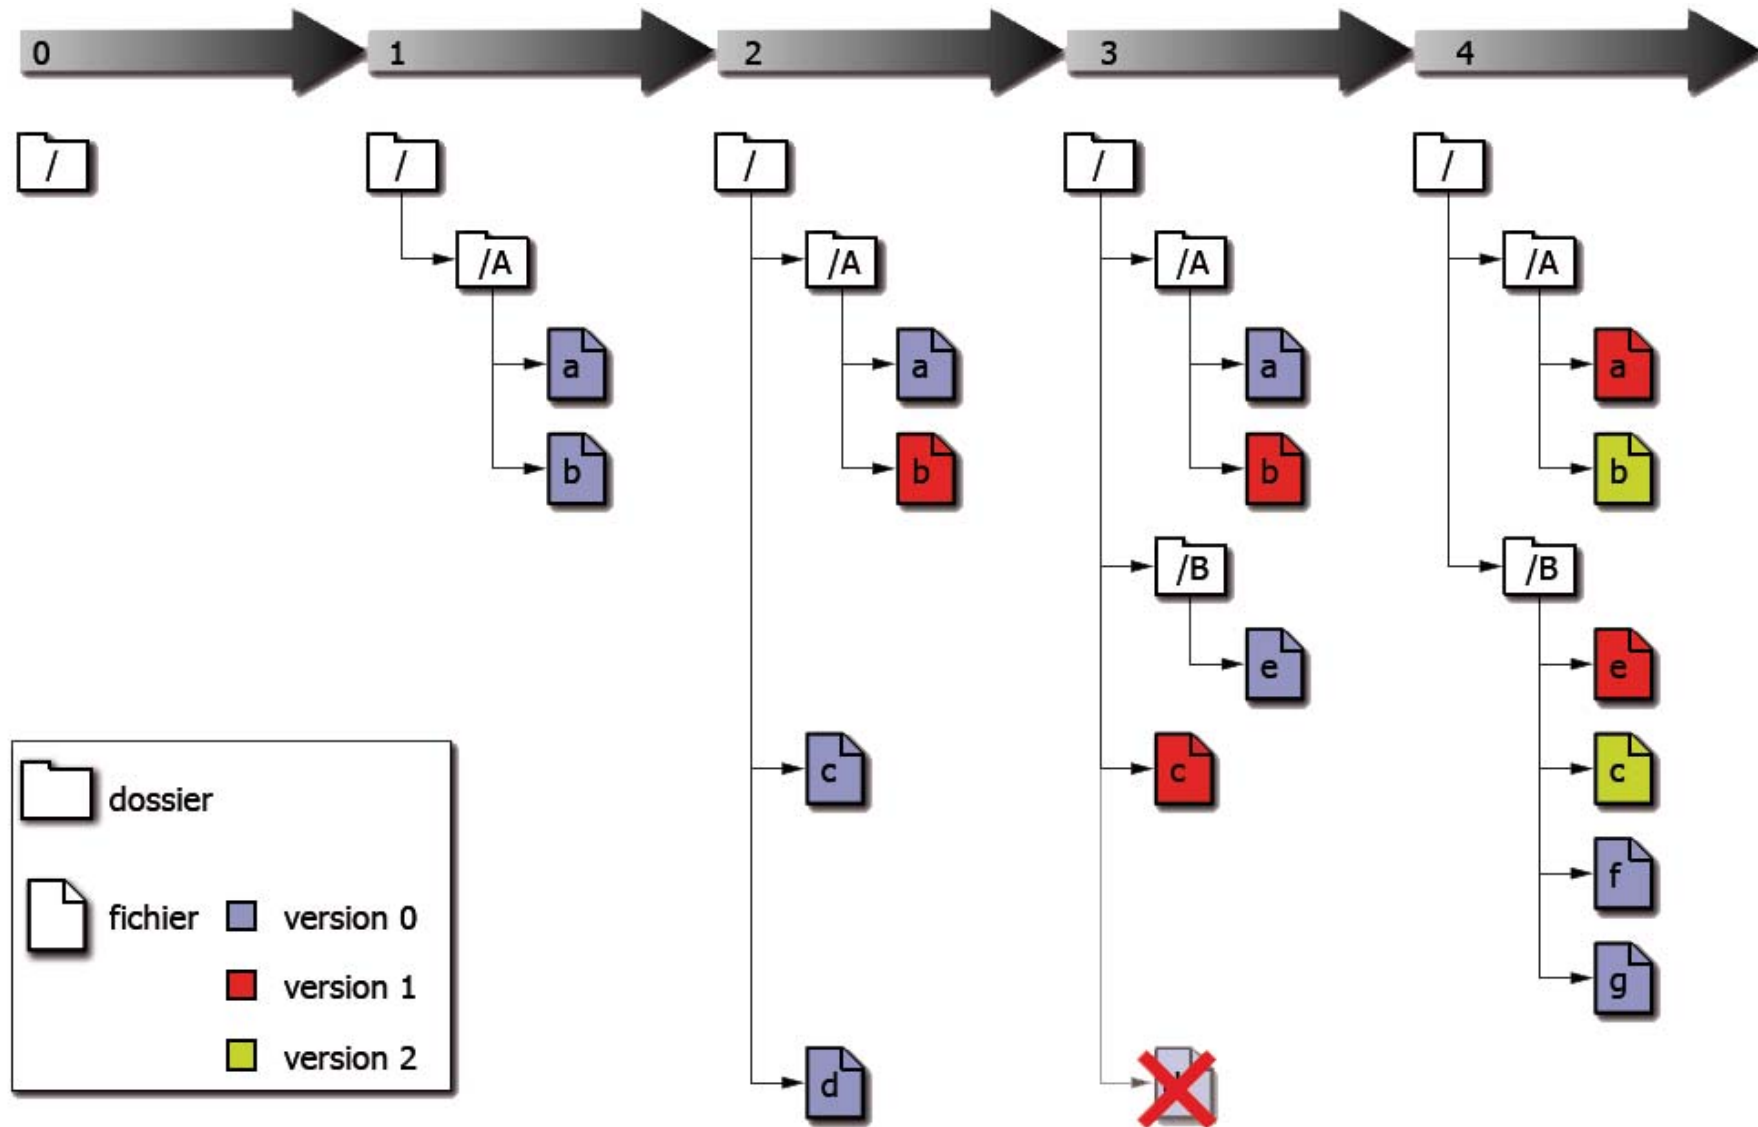 0 1 2 3 4
/ / / / /
/A /A /A /A
a a a a
b b b b
/B /B
e e
c c c
dossier
f
fichier version 0
g
version 1
version 2
d